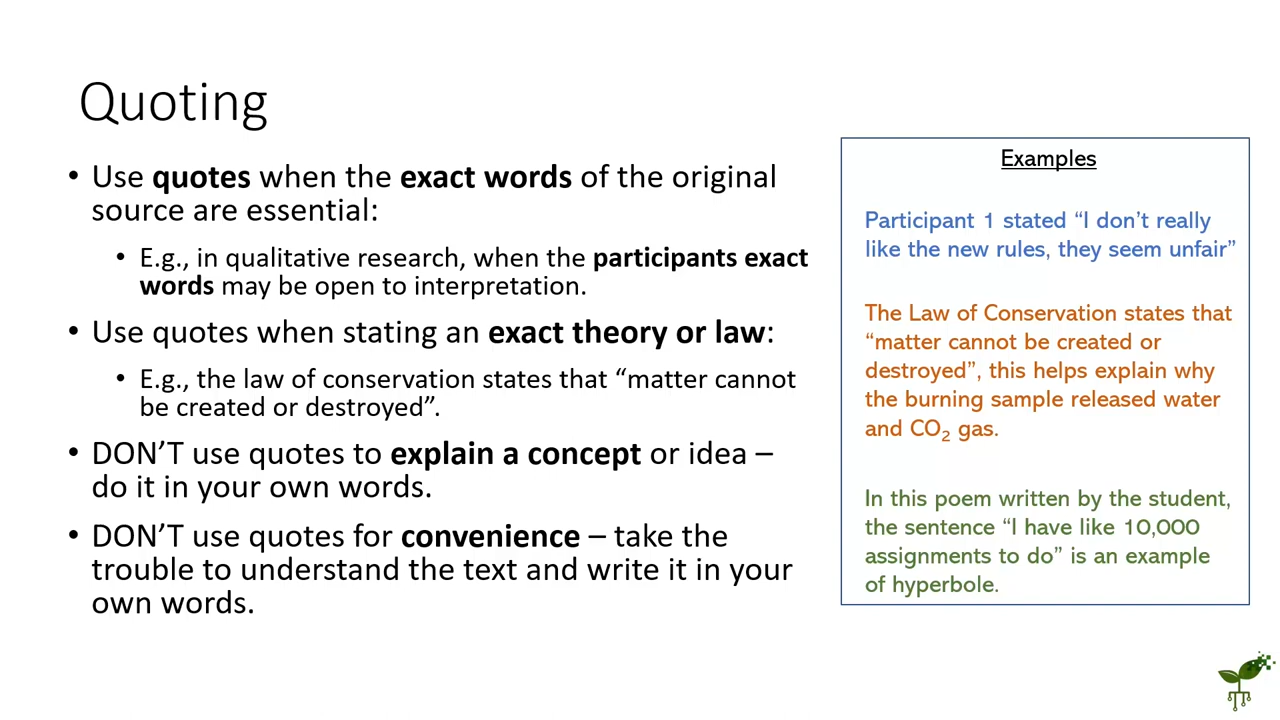 Quoting
• Use quotes when the exact words of the original
source are essential:
• E.g., in qualitative research, when the participants exact
words may be open to interpretation.
• Use quotes when stating an exact theory or law:
• E.g., the law of conservation states that “matter cannot
be created or destroyed”.
• DON’T use quotes to explain a concept or idea –
do it in your own words.
• DON’T use quotes for convenience – take the
trouble to understand the text and write it in your
own words.
Examples
Participant 1 stated “I don’t really
like the new rules, they seem unfair”
The Law of Conservation states that
“matter cannot be created or
destroyed”, this helps explain why
the burning sample released water
and CO₂ gas.
In this poem written by the student,
the sentence “I have like 10,000
assignments to do” is an example
of hyperbole.